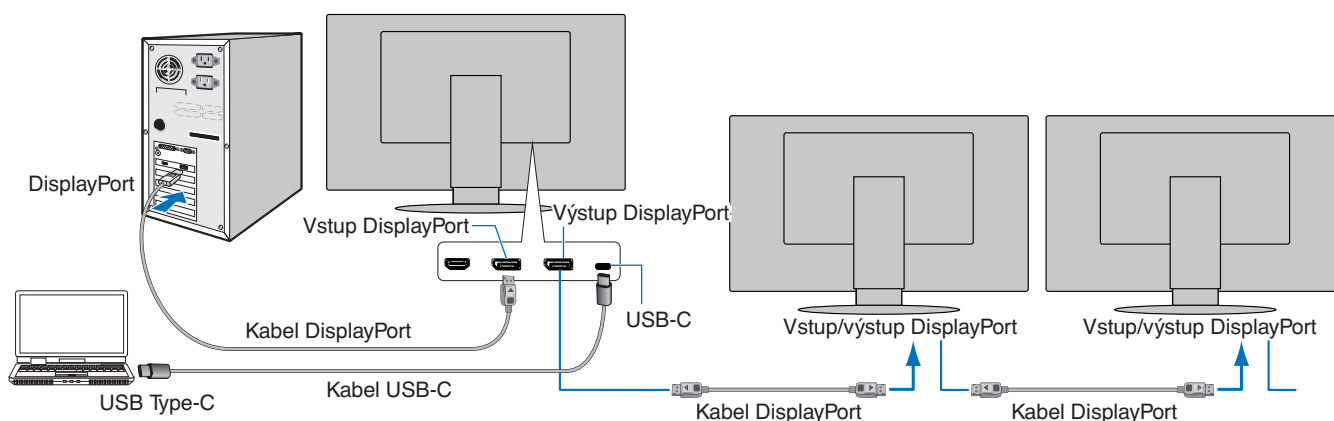 DisplayPort
Vstup DisplayPort
Výstup DisplayPort
USB-C
Kabel DisplayPort
Kabel USB-C
USB Type-C
Vstup/výstup DisplayPort
Vstup/výstup DisplayPort
Kabel DisplayPort
Kabel DisplayPort